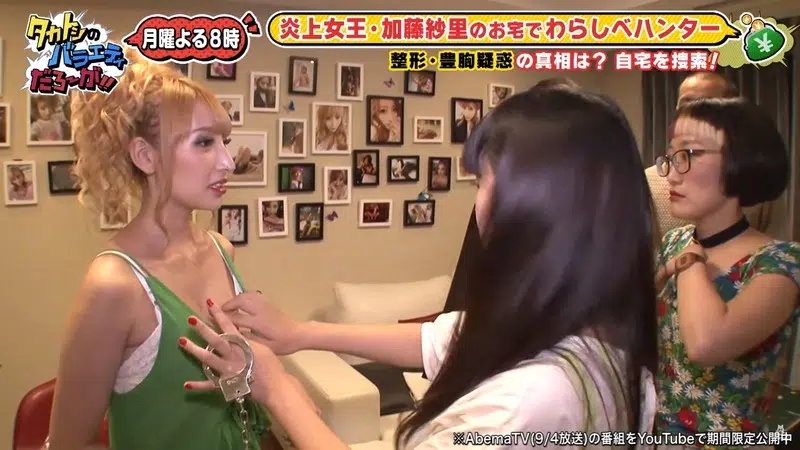 タカトシの
バラエティ
だろ〜が!!
月曜よる8時
炎上女王・加藤紗里のお宅でわらしべハンター
整形・豊胸疑惑の真相は？ 自宅を捜索！
¥
※AbemaTV(9/4放送)の番組をYouTubeで期間限定公開中